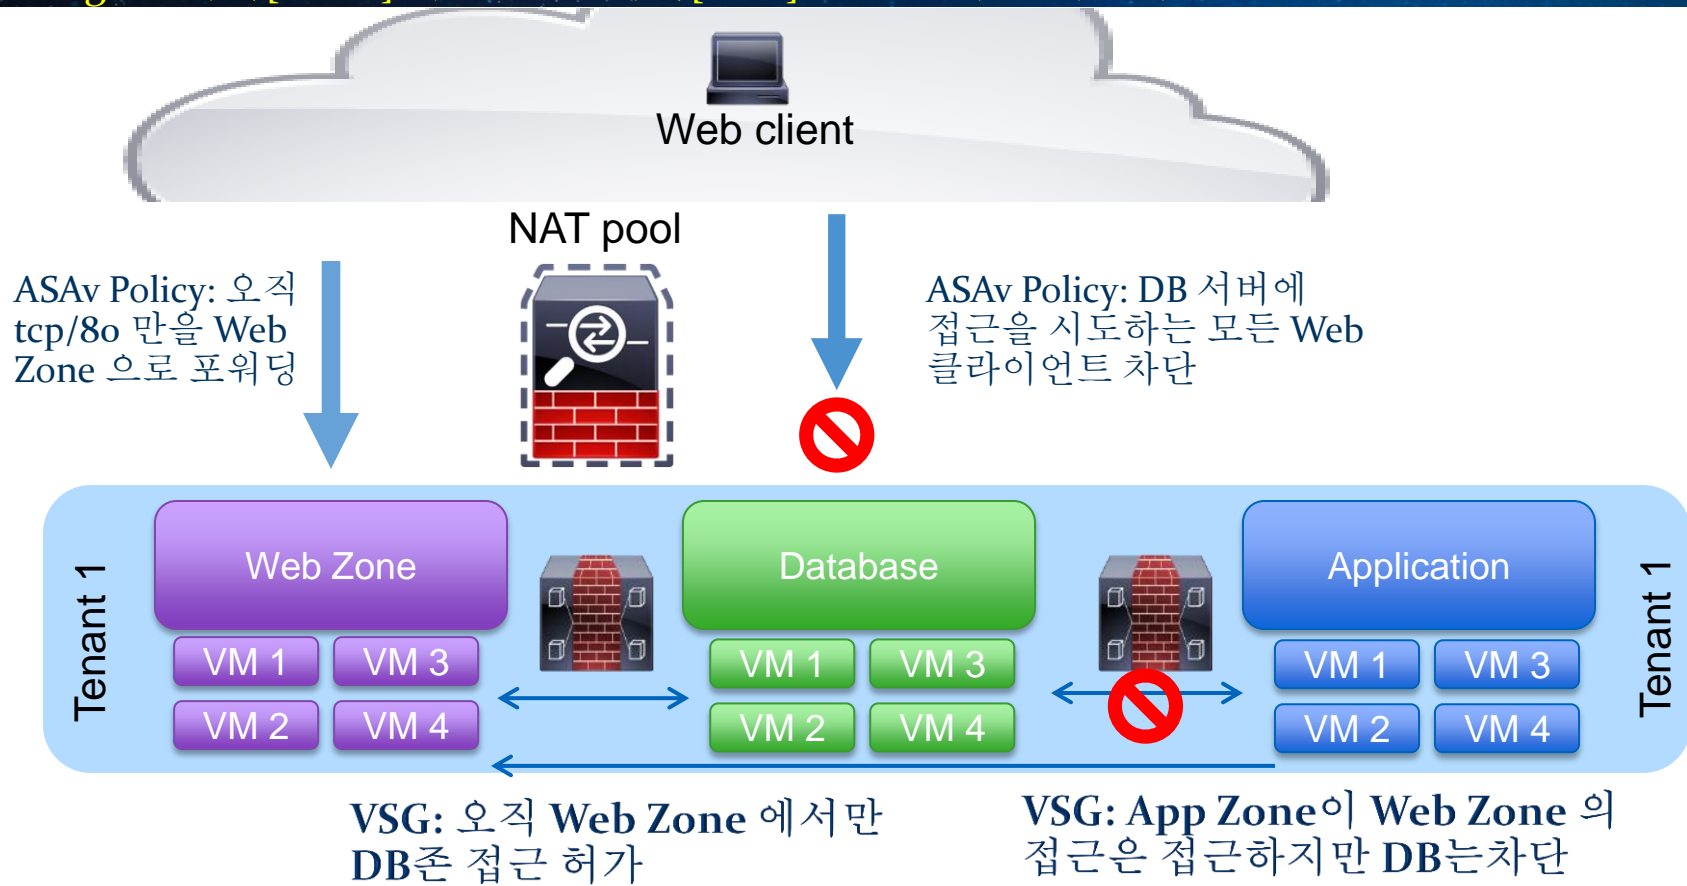 Web client
NAT pool
ASAv Policy: 오직
tcp/80 만을 Web
Zone 으로 포워딩
ASAv Policy: DB 서버에
접근을 시도하는 모든 Web
클라이언트 차단
Tenant 1
Web Zone
VM 1
VM 3
VM 2
VM 4
Database
VM 1
VM 3
VM 2
VM 4
Application
VM 1
VM 3
VM 2
VM 4
Tenant 1
VSG: 오직 Web Zone 에서만
DB존 접근 허가
VSG: App Zone이 Web Zone 의
접근은 접근하지만 DB는차단